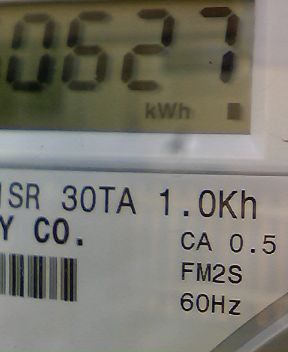 0627
kWh
SR 30TA 1.0Kh
Y CO.
CA 0.5
FM2S
60Hz